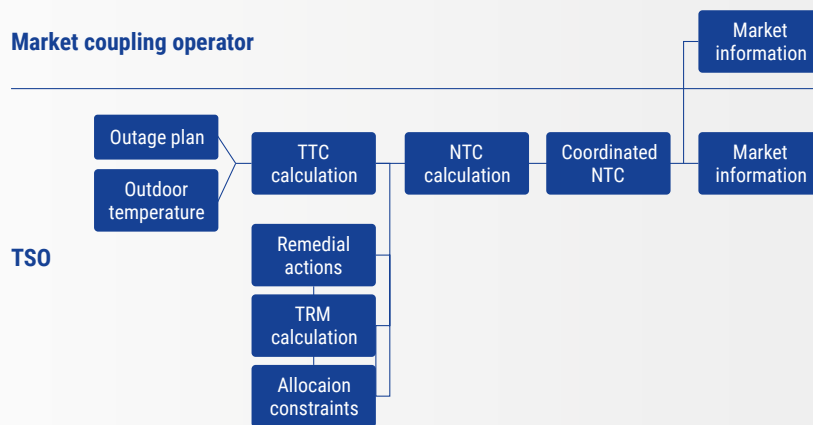 Market coupling operator
Market
information
Outage plan
Outdoor
temperature
TTC
calculation
NTC
calculation
Coordinated
NTC
Market
information
TSO
Remedial
actions
TRM
calculation
Allocaion
constraints